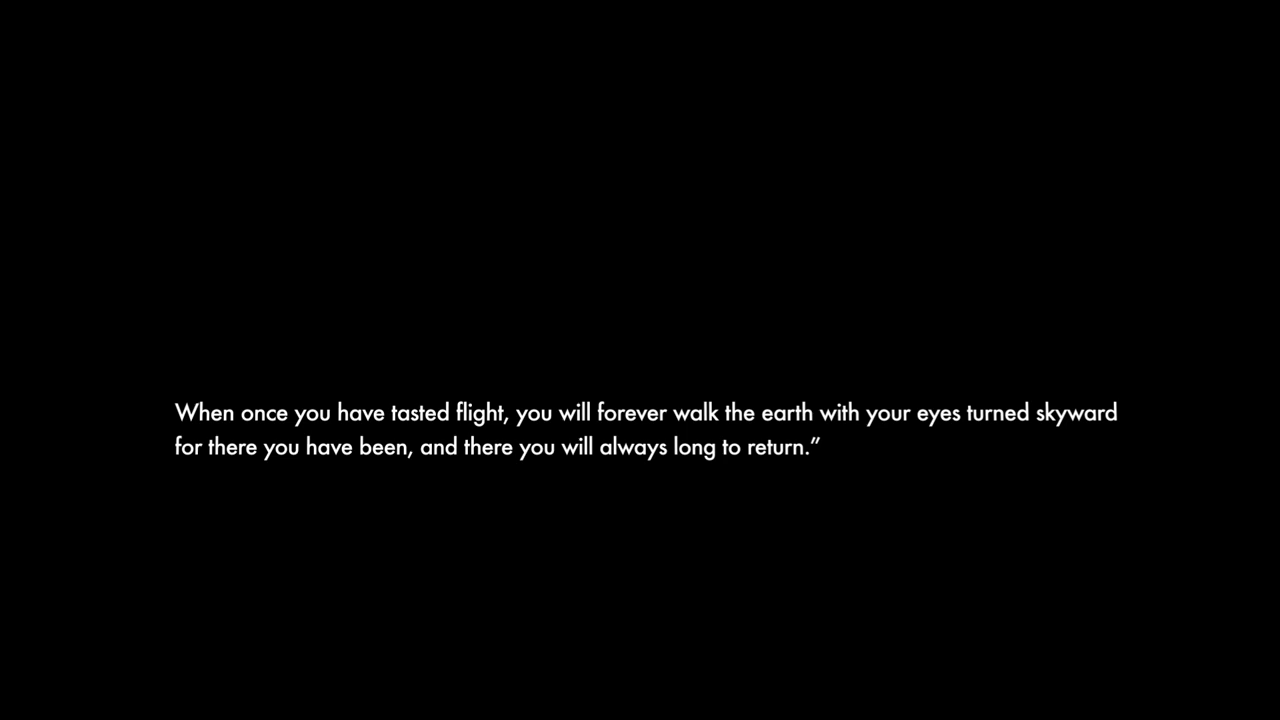 When once you have tasted flight, you will forever walk the earth with your eyes turned skyward
for there you have been, and there you will always long to return.”